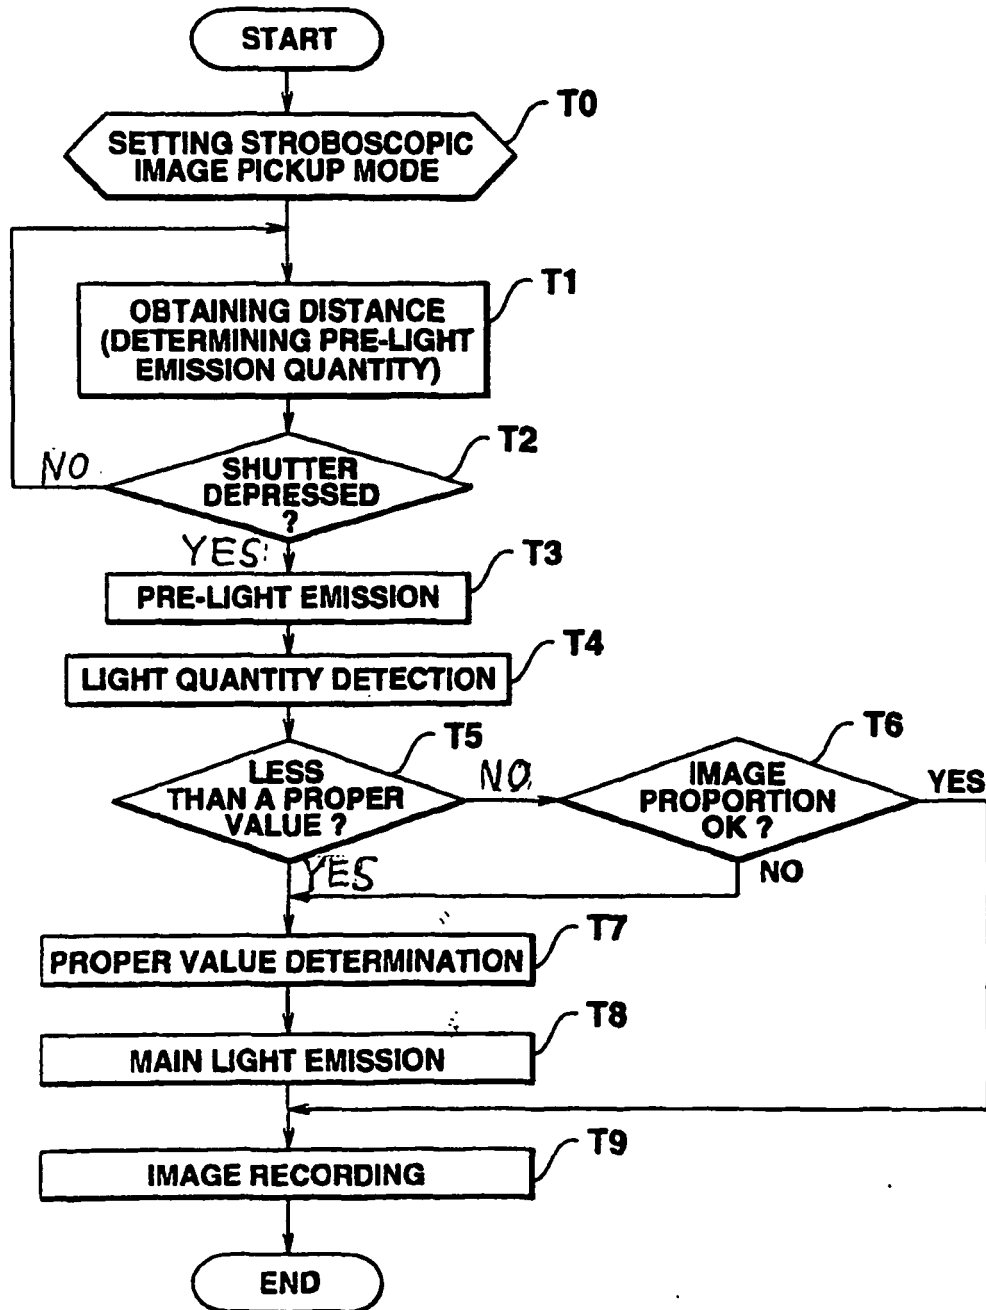 START
T0
SETTING STROBOSCOPIC
IMAGE PICKUP MODE
T1
OBTAINING DISTANCE
(DETERMINING PRE-LIGHT
EMISSION QUANTITY)
T2
NO
SHUTTER
DEPRESSED
?
YES
T3
PRE-LIGHT EMISSION
T4
LIGHT QUANTITY DETECTION
T5
LESS
THAN A PROPER
VALUE ?
NO
T6
IMAGE
PROPORTION
OK ?
YES
YES
NO
T7
PROPER VALUE DETERMINATION
T8
MAIN LIGHT EMISSION
T9
IMAGE RECORDING
END